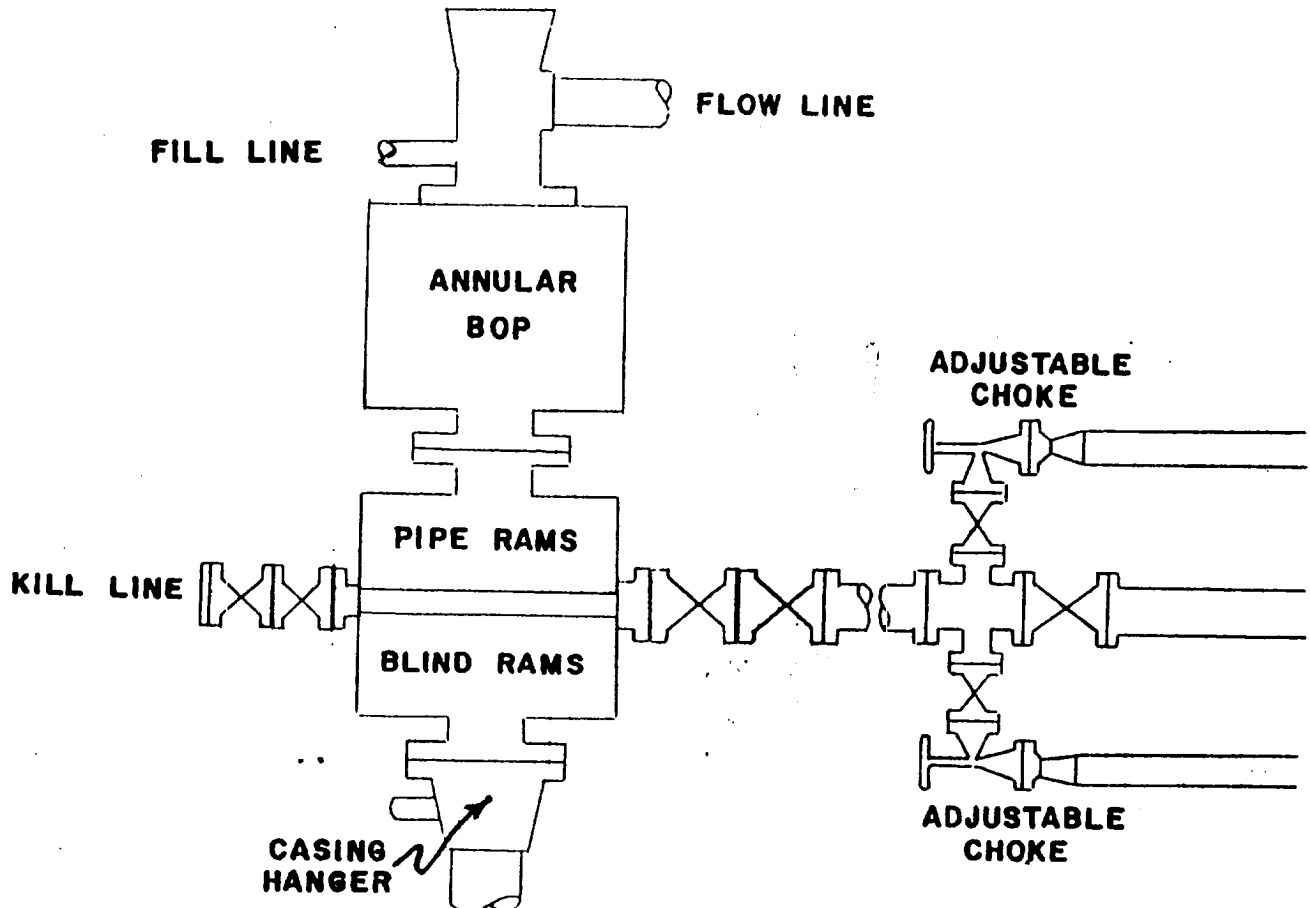 FLOW LINE
FILL LINE
ANNULAR
BOP
ADJUSTABLE
CHOKE
PIPE RAMS
KILL LINE
BLIND RAMS
ADJUSTABLE
CHOKE
CASING
HANGER